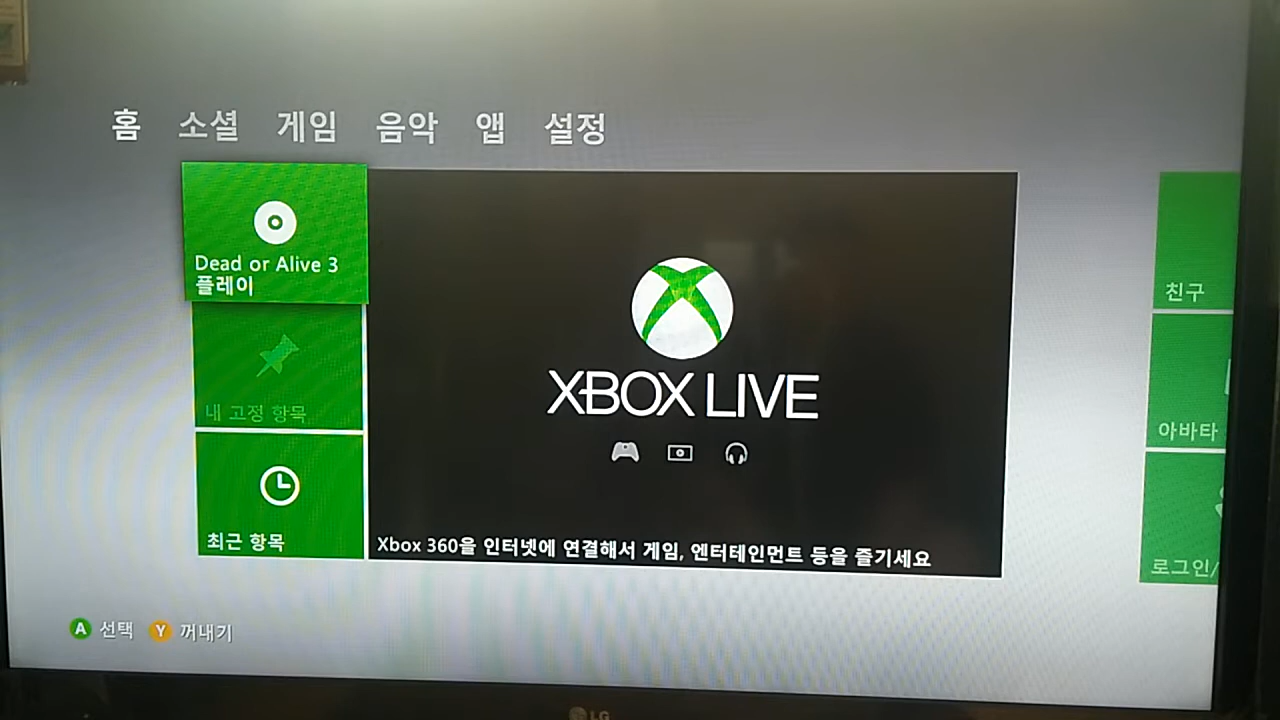 홈 소셜 게임 음악 앱 설정
Dead or Alive 3
플레이
내 고정 항목
최근 항목
XBOX LIVE
Xbox 360을 인터넷에 연결해서 게임, 엔터테인먼트 등을 즐기세요
친구
아바타
로그인/
A 선택 Y 꺼내기
LG